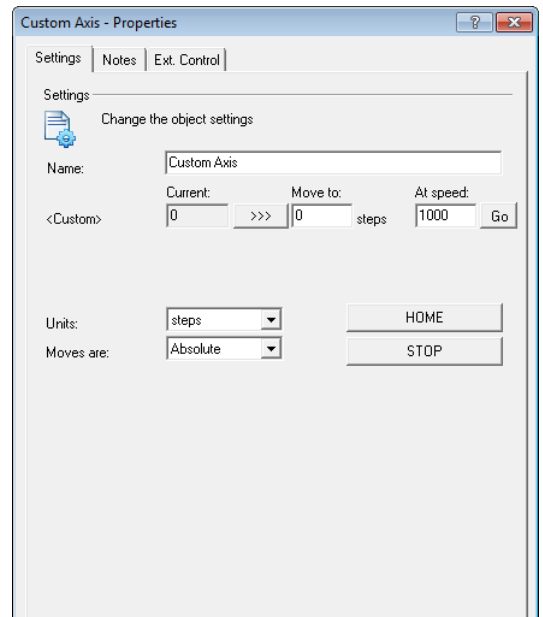 Custom Axis - Properties
?
Settings Notes Ext. Control
Settings
Change the object settings
Name: Custom Axis
Current: Move to: At speed:
<Custom> 0 >>> 0 steps 1000 Go
Units: steps HOME
Moves are: Absolute STOP